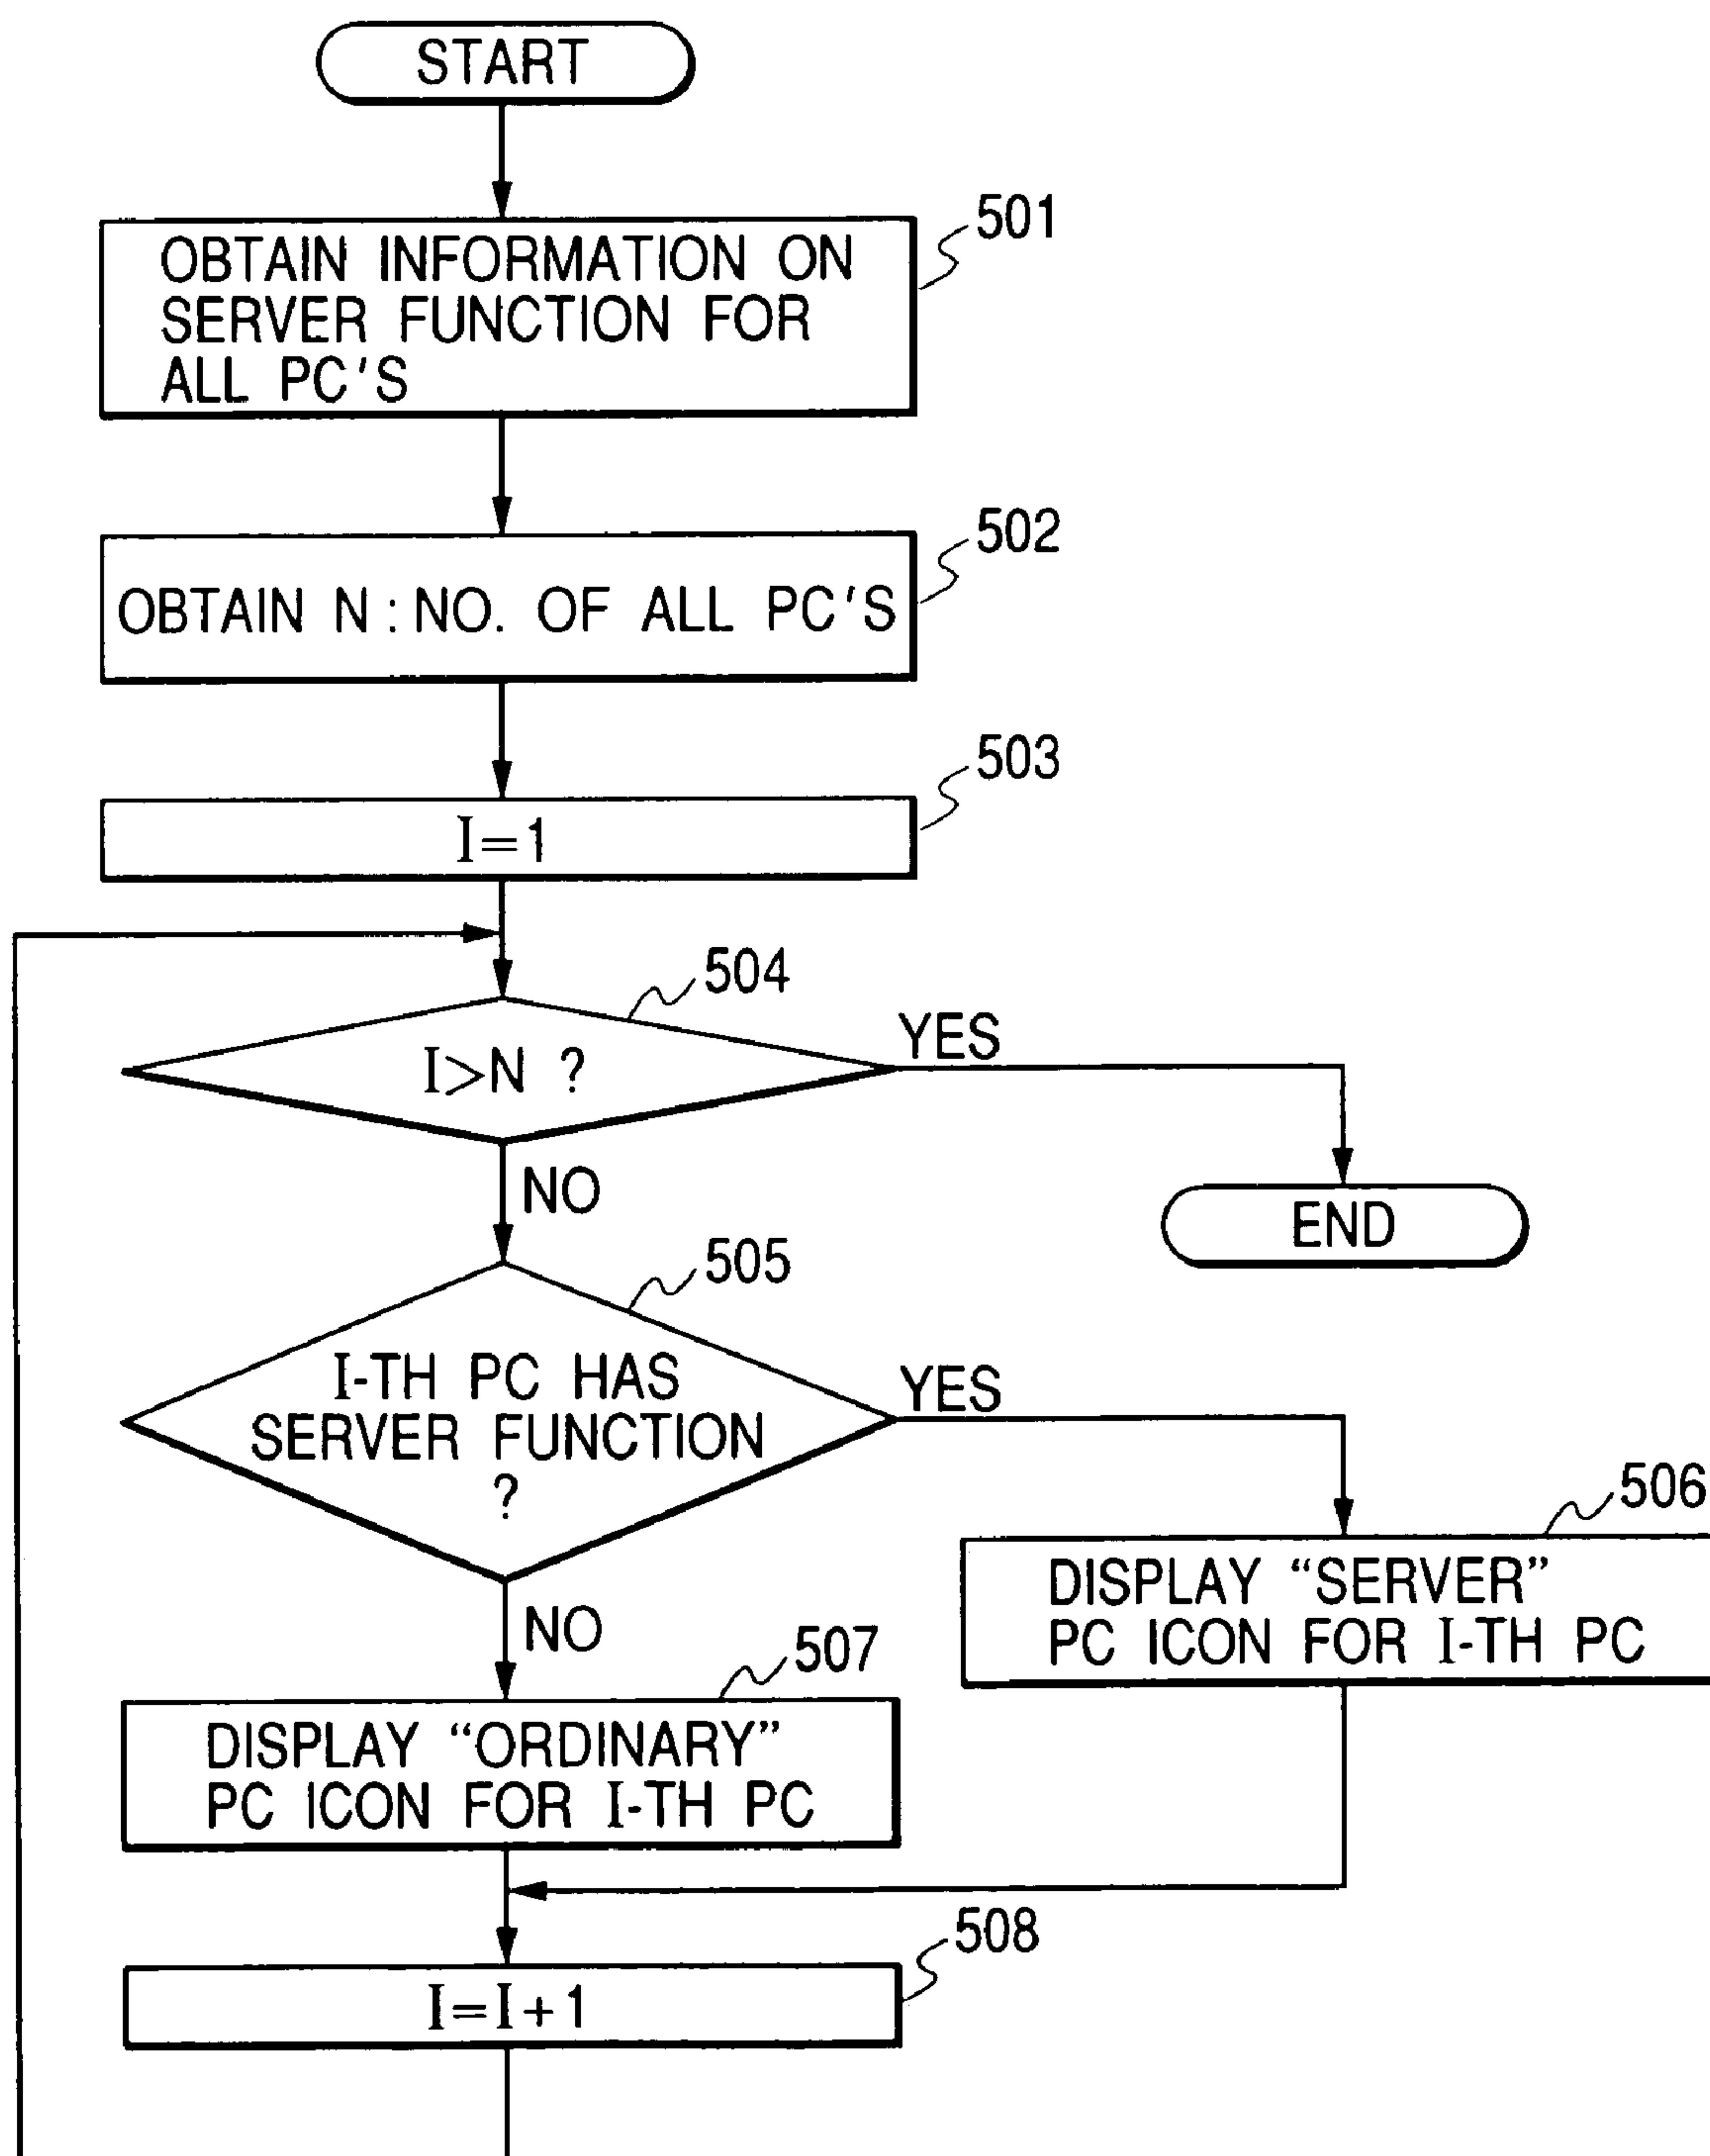 START
501
OBTAIN INFORMATION ON
SERVER FUNCTION FOR
ALL PC'S
502
OBTAIN N : NO. OF ALL PC'S
503
I=1
504
I>N ?
YES
NO
END
505
I-TH PC HAS
SERVER FUNCTION
?
YES
NO
506
DISPLAY “SERVER”
PC ICON FOR I-TH PC
507
DISPLAY “ORDINARY”
PC ICON FOR I-TH PC
508
I=I+1